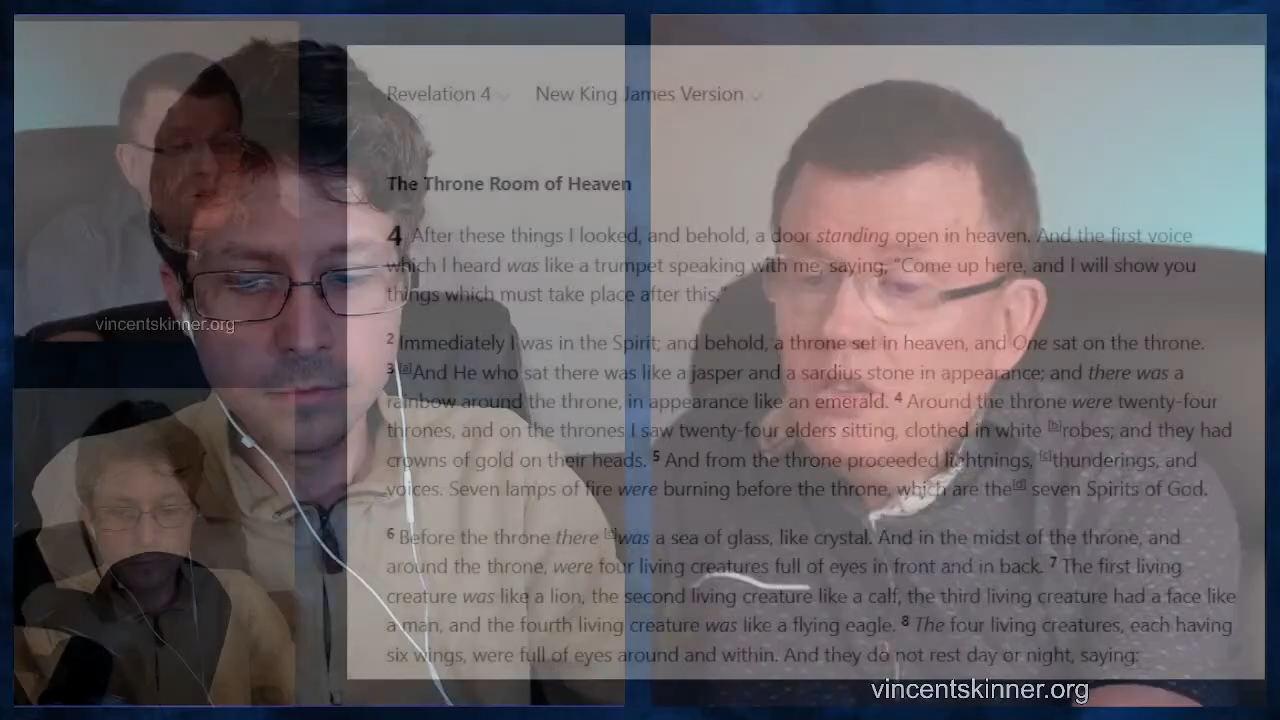 Revelation 4 New King James Version
The Throne Room of Heaven
4 After these things I looked, and behold, a door standing open in heaven. And the first voice
which I heard was like a trumpet speaking with me, saying, “Come up here, and I will show you
things which must take place after this.”
vincentskinner.org
2 Immediately I was in the Spirit; and behold, a throne set in heaven, and One sat on the throne.
3 [a]And He who sat there was like a jasper and a sardius stone in appearance; and there was a
rainbow around the throne, in appearance like an emerald. 4 Around the throne were twenty-four
thrones, and on the thrones I saw twenty-four elders sitting, clothed in white [b]robes; and they had
crowns of gold on their heads. 5 And from the throne proceeded lightnings, [c]thunderings, and
voices. Seven lamps of fire were burning before the throne, which are the[d] seven Spirits of God.
6 Before the throne there [e]was a sea of glass, like crystal. And in the midst of the throne, and
around the throne, were four living creatures full of eyes in front and in back. 7 The first living
creature was like a lion, the second living creature like a calf, the third living creature had a face like
a man, and the fourth living creature was like a flying eagle. 8 The four living creatures, each having
six wings, were full of eyes around and within. And they do not rest day or night, saying:
vincentskinner.org